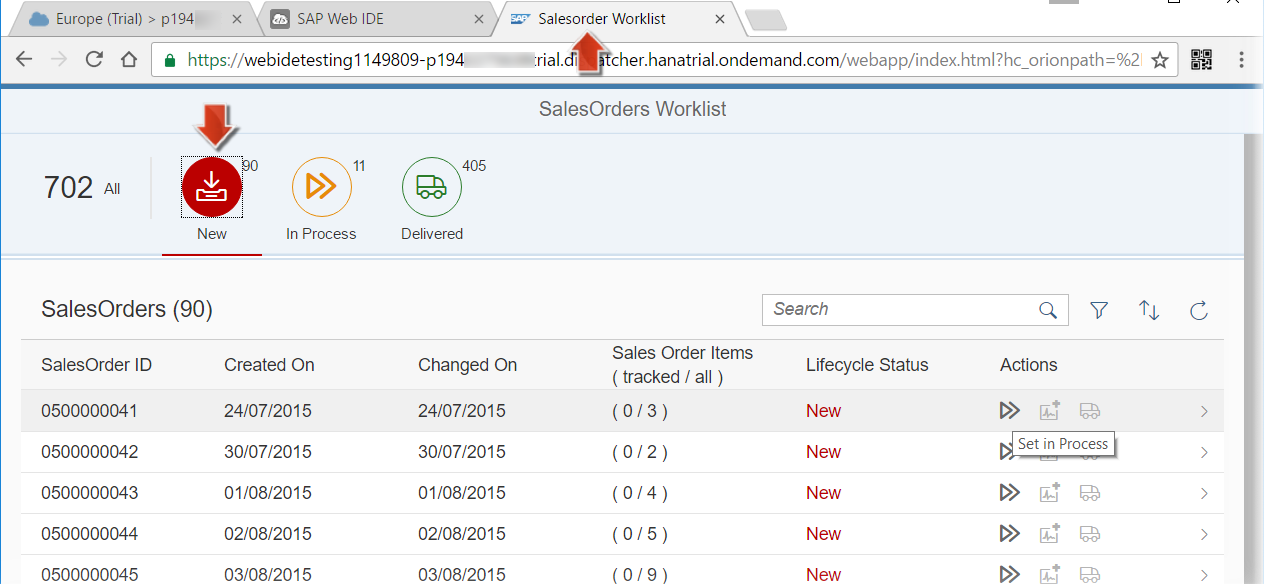 Europe (Trial) > p194
SAP Web IDE
SAP Salesorder Worklist
https://webidetesting1149809-p194 trial.di atcher.hanatrial.ondemand.com/webapp/index.html?hc_orionpath=%2
SalesOrders Worklist
702 All
90
11
405
New
In Process
Delivered
SalesOrders (90)
Search
SalesOrder ID Created On Changed On Sales Order Items ( tracked / all ) Lifecycle Status Actions
0500000041 24/07/2015 24/07/2015 ( 0 / 3 ) New
Set in Process
0500000042 30/07/2015 30/07/2015 ( 0 / 2 ) New
0500000043 01/08/2015 01/08/2015 ( 0 / 4 ) New
0500000044 02/08/2015 02/08/2015 ( 0 / 5 ) New
0500000045 03/08/2015 03/08/2015 ( 0 / 9 ) New